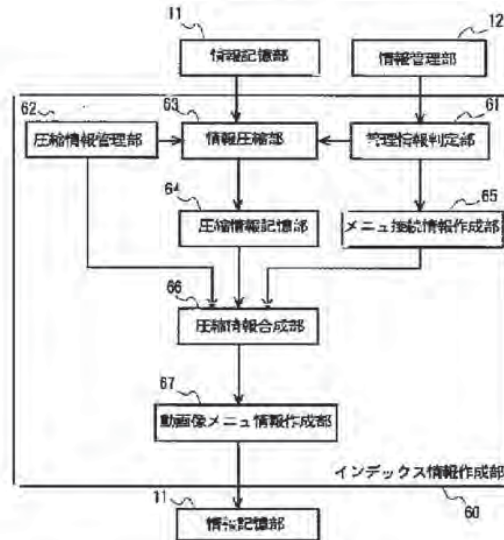 11
12
情報記憶部
情報管理部
62
63
61
圧縮情報管理部
情報圧縮部
管理情報判定部
64
65
圧縮情報記憶部
メニュ接続情報作成部
66
圧縮情報合成部
67
動画像メニュ情報作成部
インデックス情報作成部
11
60
情報記憶部